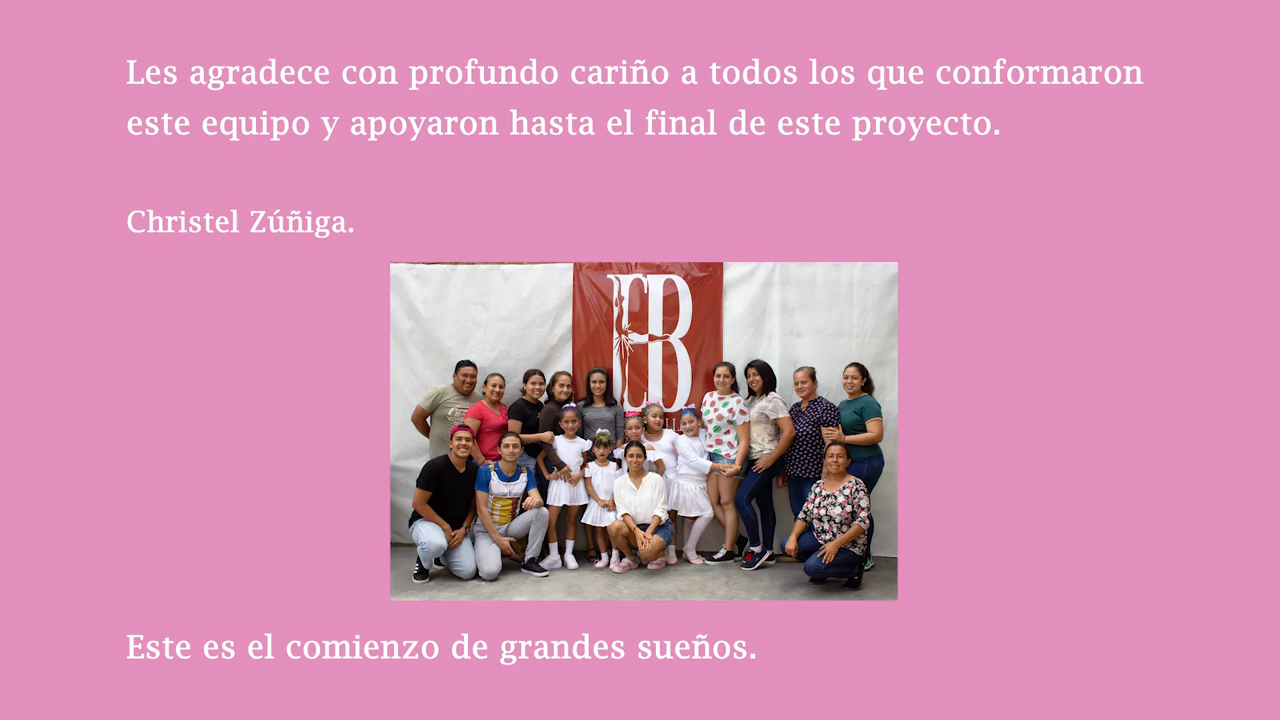 Les agradece con profundo cariño a todos los que conformaron
este equipo y apoyaron hasta el final de este proyecto.
Christel Zúñiga.
Este es el comienzo de grandes sueños.